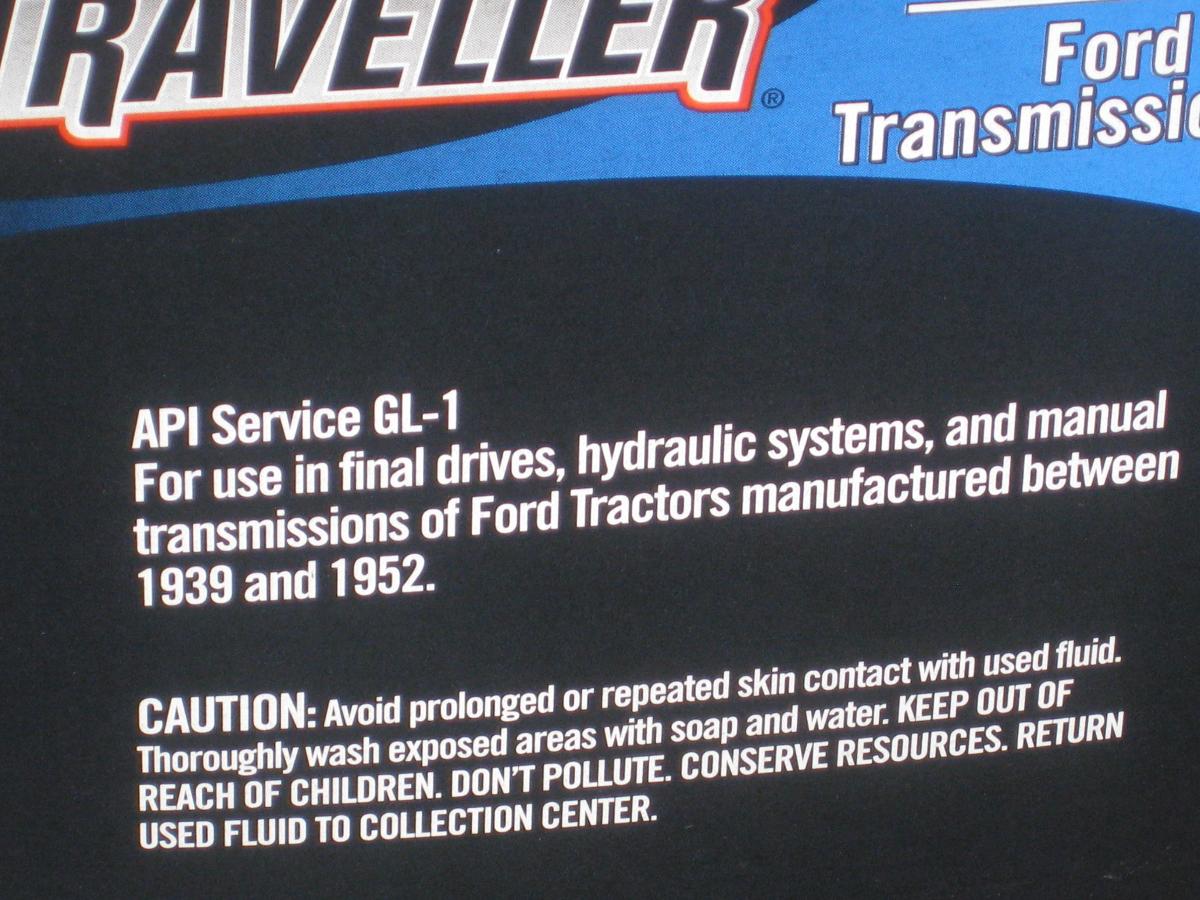 TRAVELLER®
Ford
API Service GL-1
For use in final drives, hydraulic systems, and manual
transmissions of Ford Tractors manufactured between
1939 and 1952.
CAUTION: Avoid prolonged or repeated skin contact with used fluid.
Thoroughly wash exposed areas with soap and water. KEEP OUT OF
REACH OF CHILDREN. DON'T POLLUTE. CONSERVE RESOURCES. RETURN
USED FLUID TO COLLECTION CENTER.